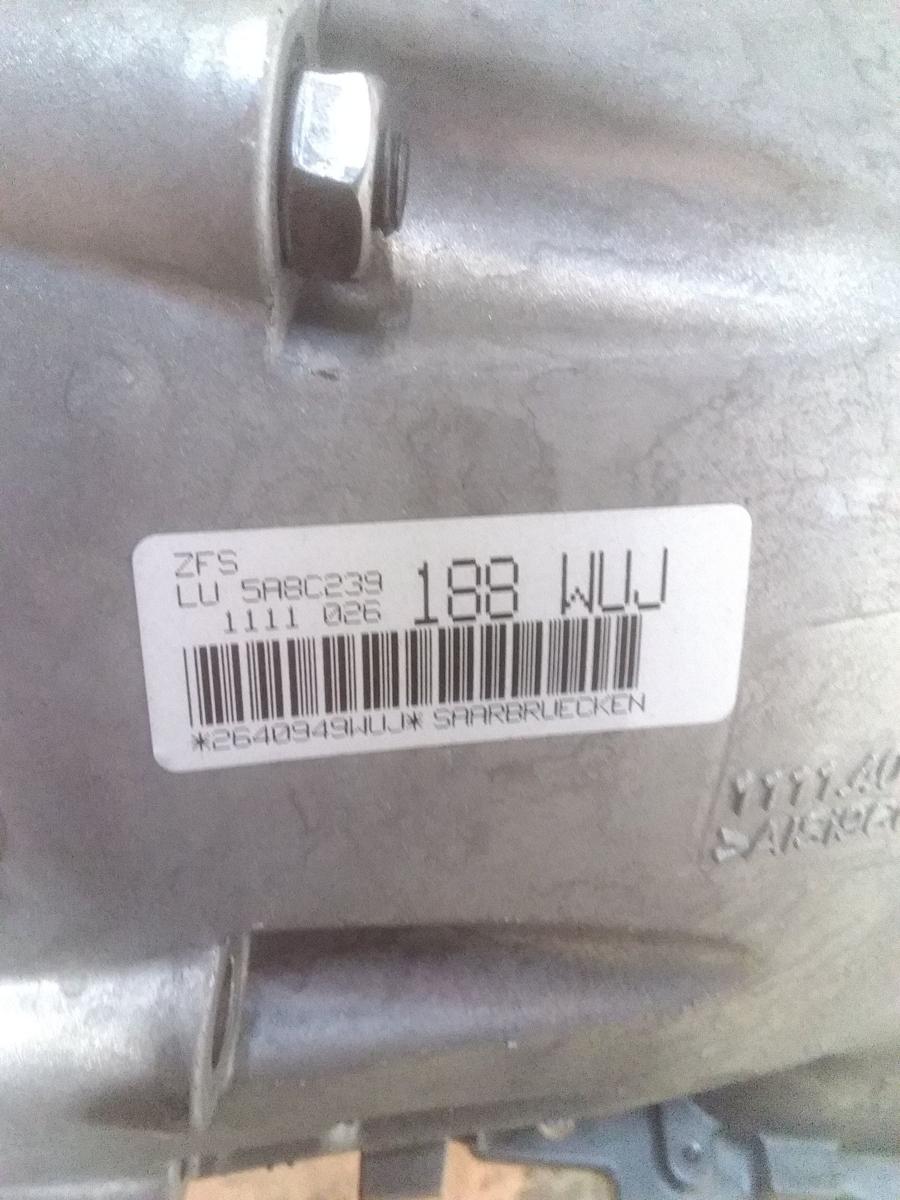 ZFS
LU 5A8C239
1111 026
188 WUJ
*2640949WUJ* SAARBRUECKEN